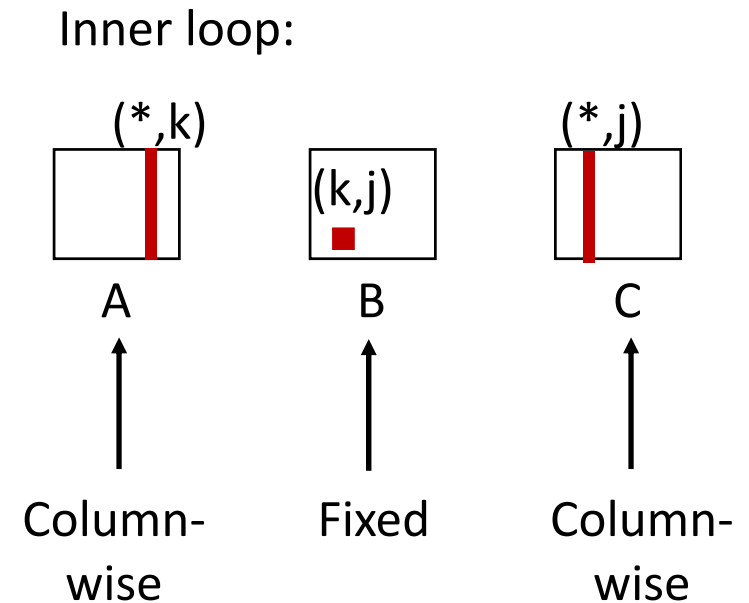 Inner loop:
(*,k)
(k,j)
(*,j)
A
B
C
Column-
wise
Fixed
Column-
wise